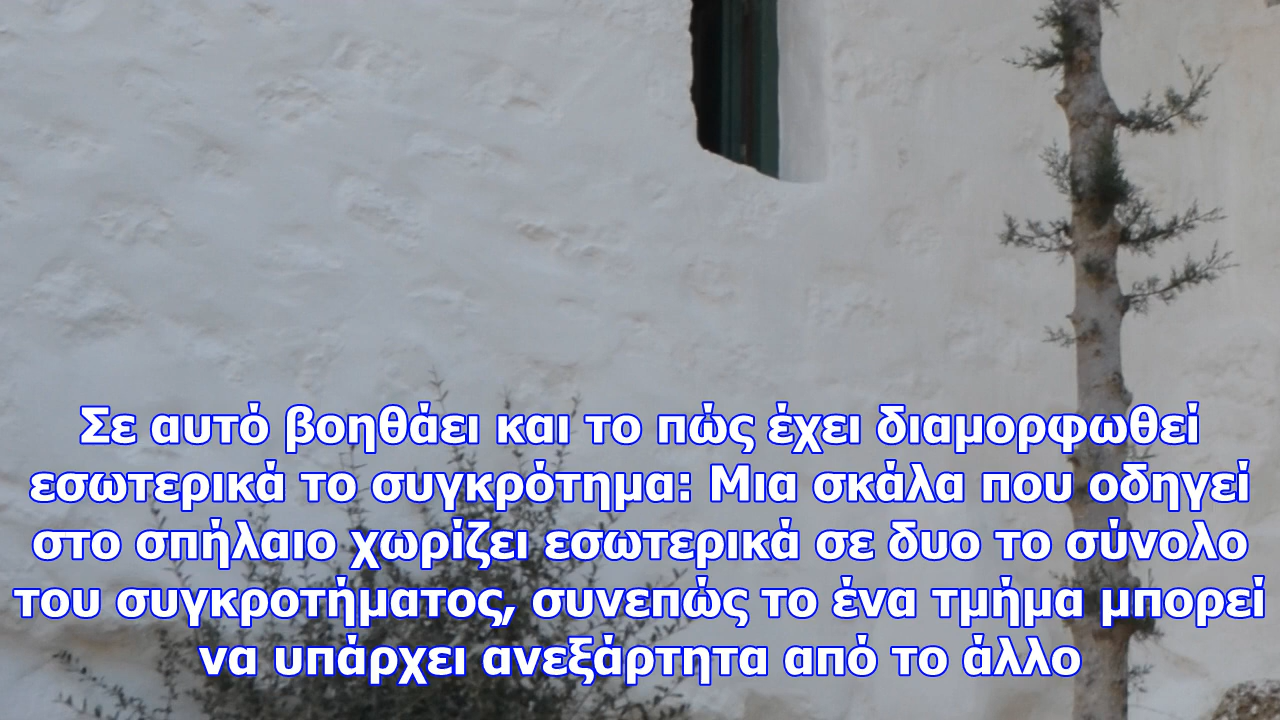 Σε αυτό βοηθάει και το πώς έχει διαμορφωθεί
εσωτερικά το συγκρότημα: Μια σκάλα που οδηγεί
στο σπήλαιο χωρίζει εσωτερικά σε δυο το σύνολο
του συγκροτήματος, συνεπώς το ένα τμήμα μπορεί
να υπάρχει ανεξάρτητα από το άλλο